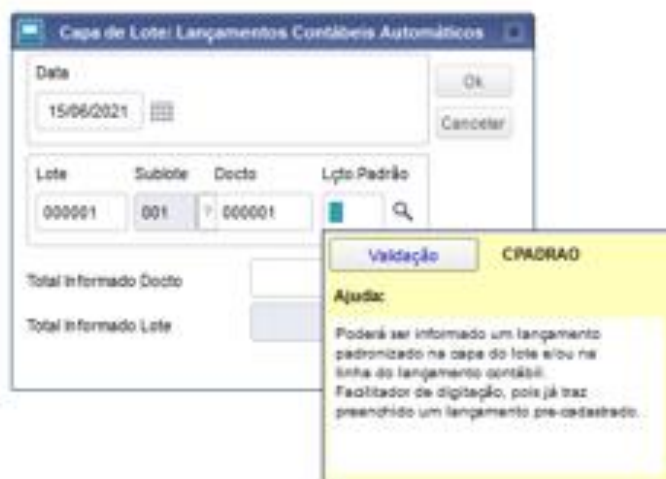 Capa de Lote: Lançamentos Contábeis Automáticos
Data
Ok
15/06/2021
Cancelar
Lote Sublote Docto Lçto Padrão
000001 001 ? 000001
Validação CPADRAO
Total Informado Docto
Ajuda:
Total Informado Lote
Poderá ser informado um lançamento
padronizado na capa do lote e/ou na
linha do lançamento contábil.
Facilitador de digitação, pois já traz
preenchido um lançamento pre-cadastrado.